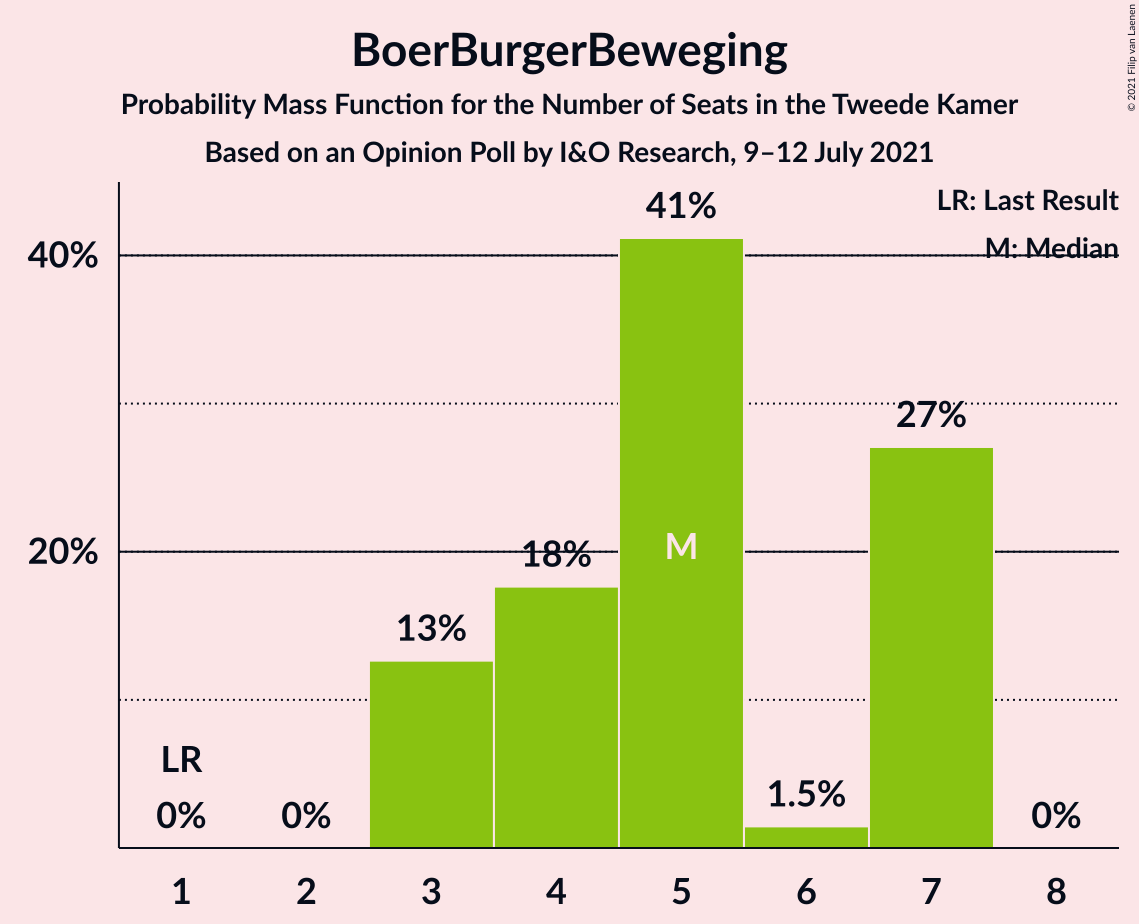 BoerBurgerBeweging
Probability Mass Function for the Number of Seats in the Tweede Kamer
Based on an Opinion Poll by I&O Research, 9–12 July 2021
© 2021 Filip van Laenen
LR: Last Result
M: Median
40%
20%
LR
0%
0%
13%
18%
41%
M
1.5%
27%
0%
1 2 3 4 5 6 7 8